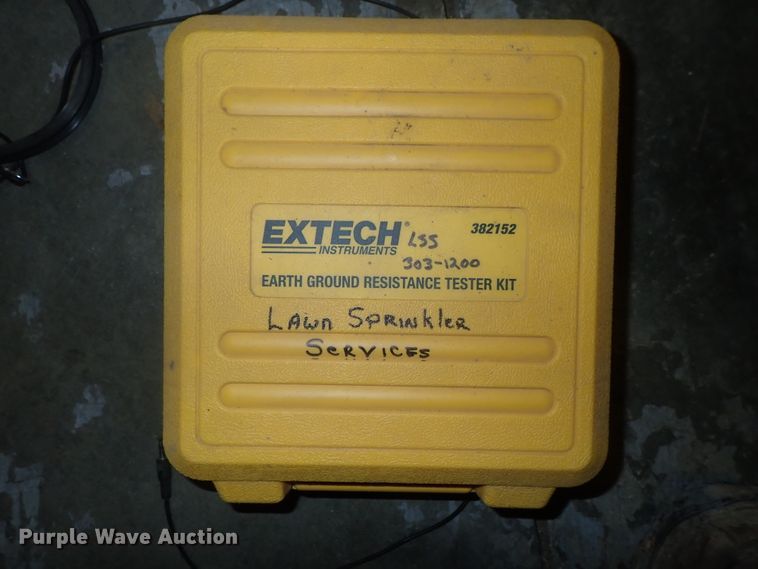 EXTECH® LSS 382152
INSTRUMENTS 303-1200
EARTH GROUND RESISTANCE TESTER KIT
LAWN SPRINKLER
SERVICES
Purple Wave Auction